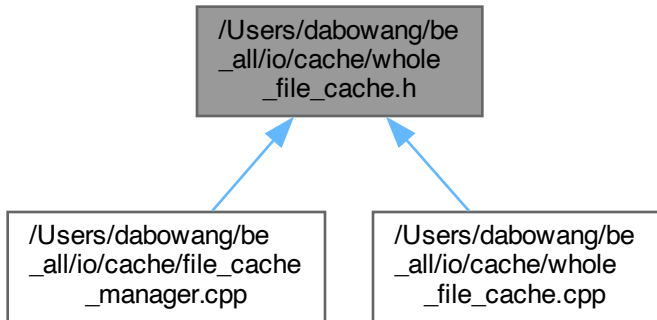 /Users/dabowang/be
_all/io/cache/whole
_file_cache.h
/Users/dabowang/be
_all/io/cache/file_cache
_manager.cpp
/Users/dabowang/be
_all/io/cache/whole
_file_cache.cpp